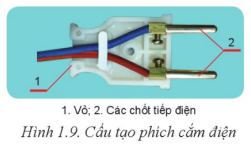 1
2
1. Vỏ; 2. Các chốt tiếp điện
Hình 1.9. Cấu tạo phích cắm điện